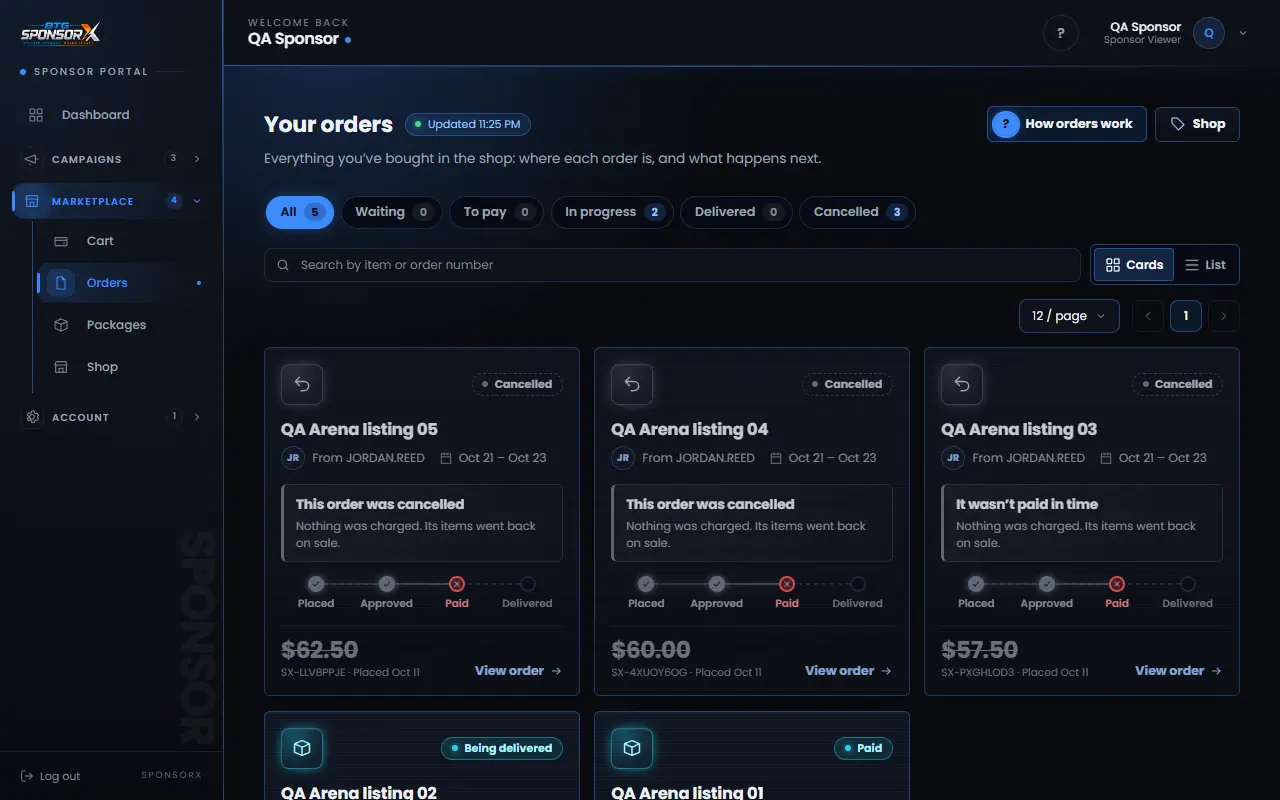 BTG
SPONSORX
SPONSOR PORTAL
Dashboard
CAMPAIGNS 3
MARKETPLACE 4
Cart
Orders
Packages
Shop
ACCOUNT 1
SPONSOR
Log out SPONSORX
WELCOME BACK
QA Sponsor
?
QA Sponsor
Sponsor Viewer
Q
Your orders
Updated 11:25 PM
? How orders work
Shop
Everything you've bought in the shop: where each order is, and what happens next.
All 5
Waiting 0
To pay 0
In progress 2
Delivered 0
Cancelled 3
Search by item or order number
Cards
List
12 / page
1
Cancelled
QA Arena listing 05
JR From JORDAN.REED Oct 21 – Oct 23
This order was cancelled
Nothing was charged. Its items went back
on sale.
Placed Approved Paid Delivered
$62.50
SX-LLV8PPJE · Placed Oct 11
View order →
Cancelled
QA Arena listing 04
JR From JORDAN.REED Oct 21 – Oct 23
This order was cancelled
Nothing was charged. Its items went back
on sale.
Placed Approved Paid Delivered
$60.00
SX-4XUOY6OG · Placed Oct 11
View order →
Cancelled
QA Arena listing 03
JR From JORDAN.REED Oct 21 – Oct 23
It wasn't paid in time
Nothing was charged. Its items went back
on sale.
Placed Approved Paid Delivered
$57.50
SX-PXGHLOD3 · Placed Oct 11
View order →
Being delivered
QA Arena listing 02
Paid
QA Arena listing 01